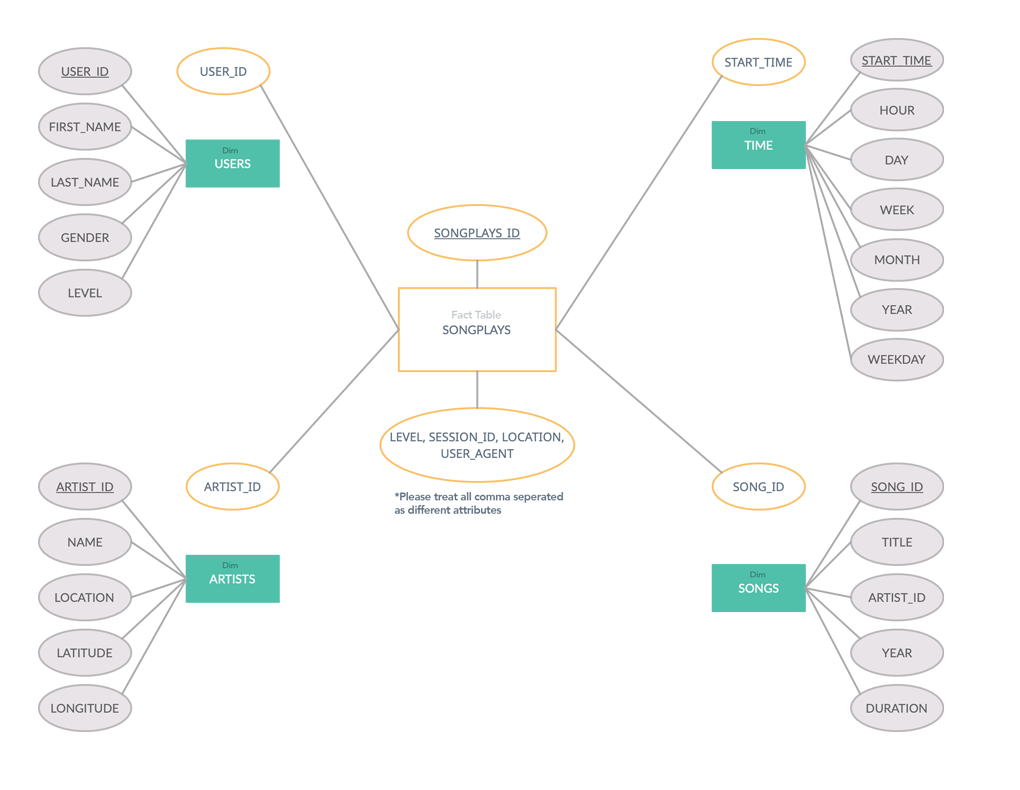 USER_ID
FIRST_NAME
LAST_NAME
GENDER
LEVEL
USER_ID
Dim
USERS
START_TIME
Dim
TIME
START_TIME
HOUR
DAY
WEEK
MONTH
YEAR
WEEKDAY
SONGPLAYS_ID
Fact Table
SONGPLAYS
LEVEL, SESSION_ID, LOCATION,
USER_AGENT
*Please treat all comma seperated
as different attributes
ARTIST_ID
NAME
LOCATION
LATITUDE
LONGITUDE
ARTIST_ID
Dim
ARTISTS
SONG_ID
Dim
SONGS
SONG_ID
TITLE
ARTIST_ID
YEAR
DURATION